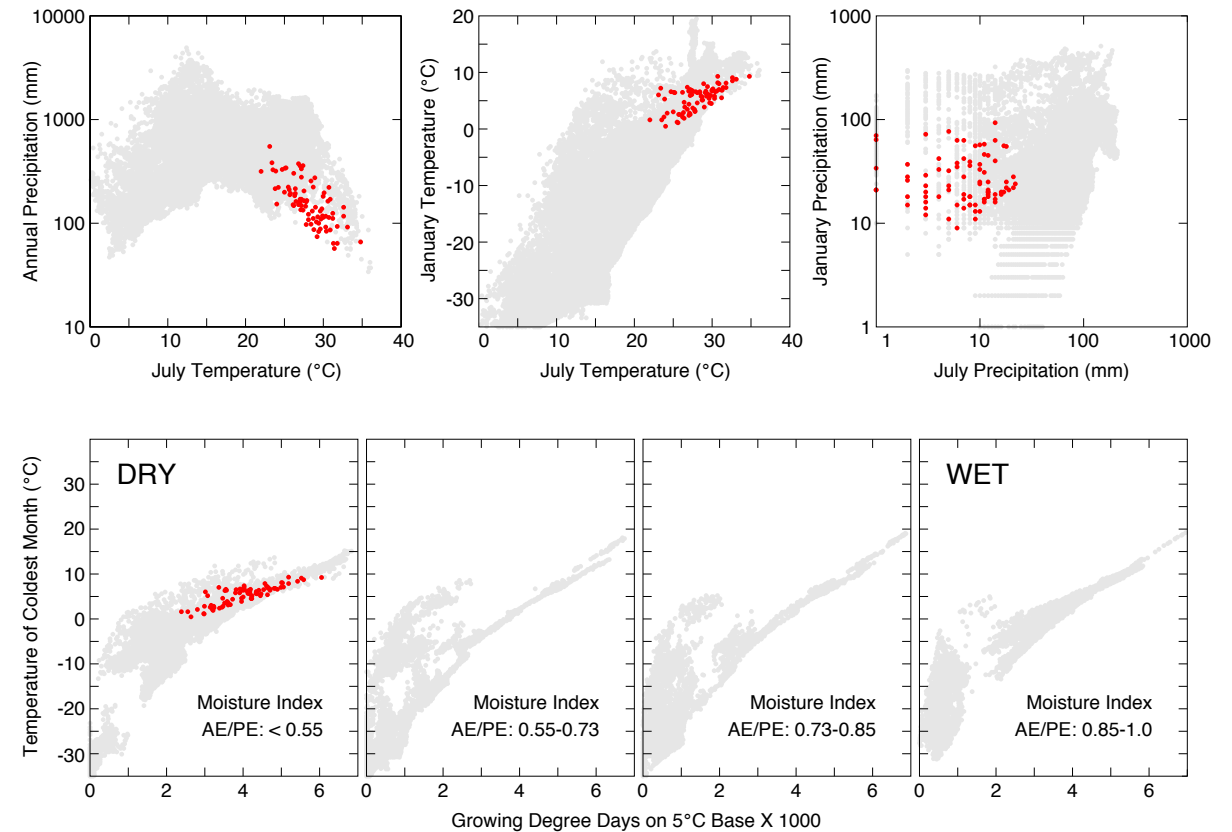 10000
1000
100
10
Annual Precipitation (mm)
0 10 20 30 40
July Temperature (°C)
20
10
0
-10
-20
-30
January Temperature (°C)
0 10 20 30 40
July Temperature (°C)
1000
100
10
1
January Precipitation (mm)
1 10 100 1000
July Precipitation (mm)
30
20
10
0
-10
-20
-30
Temperature of Coldest Month (°C)
DRY
Moisture Index
AE/PE: < 0.55
0 2 4 6
Moisture Index
AE/PE: 0.55-0.73
0 2 4 6
Moisture Index
AE/PE: 0.73-0.85
0 2 4 6
WET
Moisture Index
AE/PE: 0.85-1.0
0 2 4 6
Growing Degree Days on 5°C Base X 1000